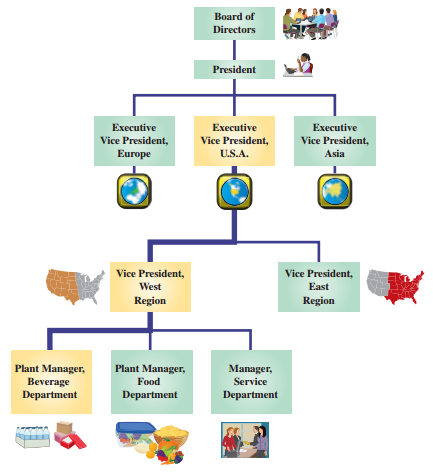 Board of
Directors
President
Executive
Vice President,
Europe
Executive
Vice President,
U.S.A.
Executive
Vice President,
Asia
Vice President,
West
Region
Vice President,
East
Region
Plant Manager,
Beverage
Department
Plant Manager,
Food
Department
Manager,
Service
Department